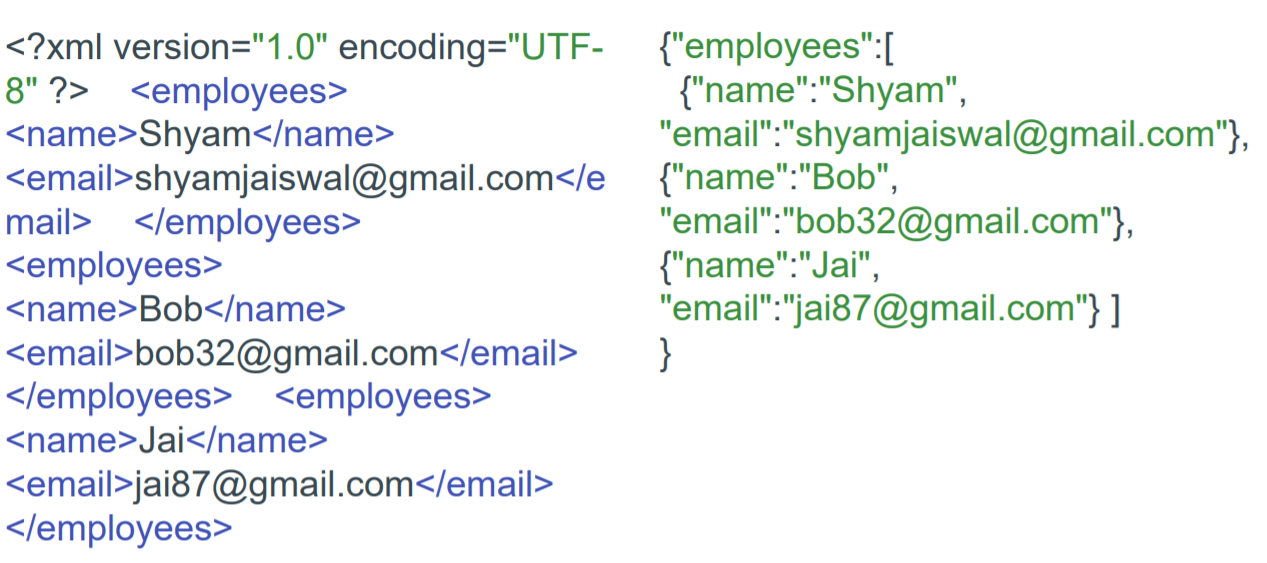 <?xml version="1.0" encoding="UTF-
8" ?> <employees>
<name>Shyam</name>
<email>shyamjaiswal@gmail.com</e
mail> </employees>
<employees>
<name>Bob</name>
<email>bob32@gmail.com</email>
</employees> <employees>
<name>Jai</name>
<email>jai87@gmail.com</email>
</employees>
{"employees":[
{"name":"Shyam",
"email":"shyamjaiswal@gmail.com"},
{"name":"Bob",
"email":"bob32@gmail.com"},
{"name":"Jai",
"email":"jai87@gmail.com"} ]
}